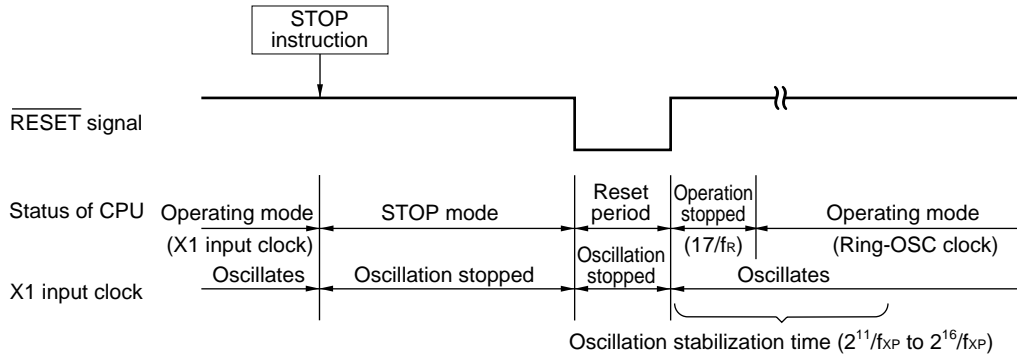 STOP
instruction
RESET signal
Status of CPU
Operating mode
(X1 input clock)
STOP mode
Reset
period
Operation
stopped
(17/fR)
Operating mode
(Ring-OSC clock)
X1 input clock
Oscillates
Oscillation stopped
Oscillation
stopped
Oscillates
Oscillation stabilization time (2^11/fXP to 2^16/fXP)